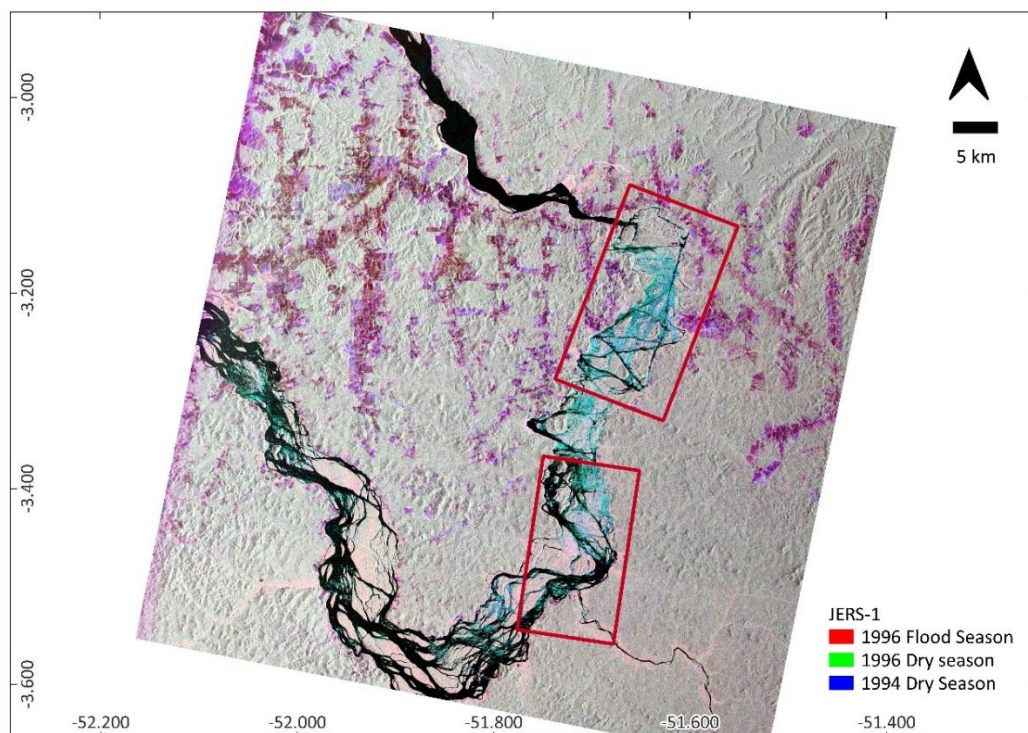 -3.000
-3.200
-3.400
-3.600
5 km
JERS-1
1996 Flood Season
1996 Dry season
1994 Dry Season
-52.200
-52.000
-51.800
-51.600
-51.400